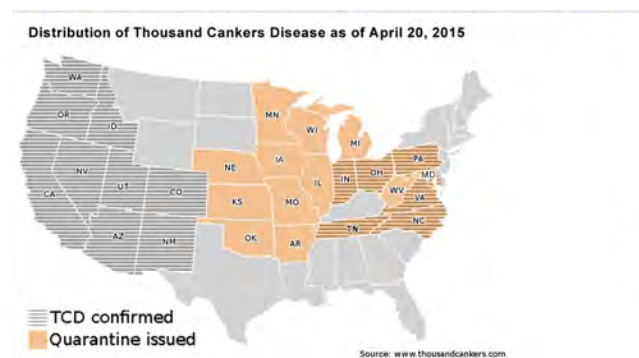 Distribution of Thousand Cankers Disease as of April 20, 2015
WA
OR
ID
MN
WI
MI
NV
UT
CO
CA
NE
IA
IL
IN
OH
PA
MD
WV
VA
KS
MO
NC
TN
AZ
NM
OK
AR
TCD confirmed
Quarantine issued
Source: www.thousandcankers.com